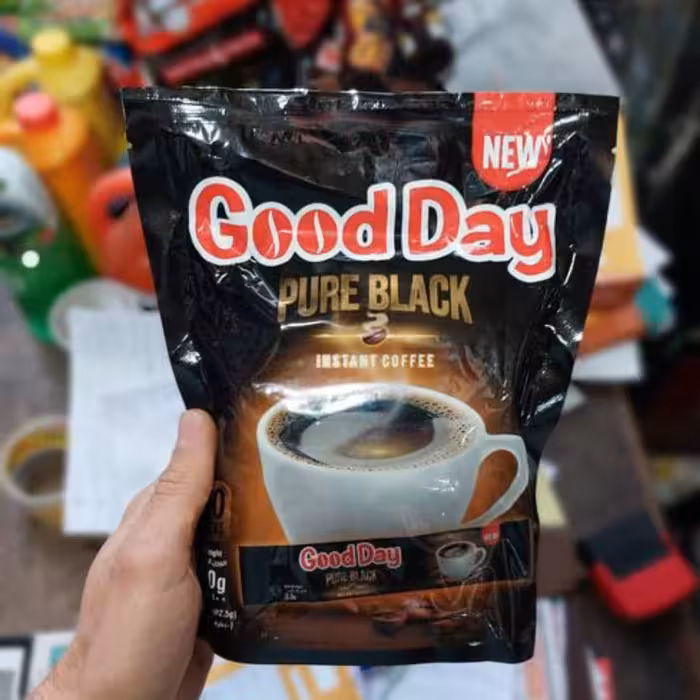 NEW
Good Day
PURE BLACK
INSTANT COFFEE
Good Day
PURE BLACK